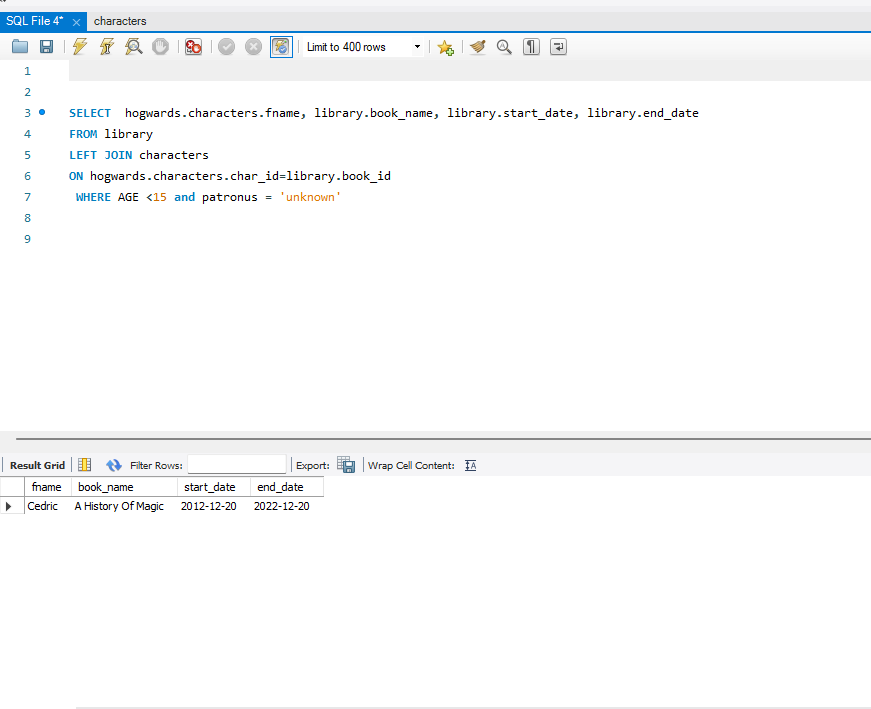 SQL File 4* × characters
Limit to 400 rows
1
2
3 SELECT hogwards.characters.fname, library.book_name, library.start_date, library.end_date
4 FROM library
5 LEFT JOIN characters
6 ON hogwards.characters.char_id=library.book_id
7 WHERE AGE <15 and patronus = 'unknown'
8
9
Result Grid Filter Rows: Export: Wrap Cell Content: IA
fname book_name start_date end_date
Cedric A History Of Magic 2012-12-20 2022-12-20